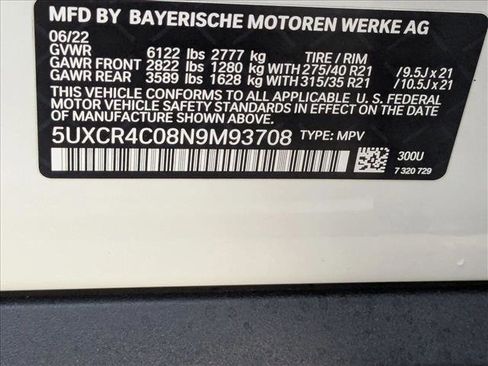 MFD BY BAYERISCHE MOTOREN WERKE AG
06/22
GVWR 6122 lbs 2777 kg TIRE / RIM
GAWR FRONT 2822 lbs 1280 kg WITH 275/40 R21 /9.5J x 21
GAWR REAR 3589 lbs 1628 kg WITH 315/35 R21 /10.5J x 21
THIS VEHICLE CONFORMS TO ALL APPLICABLE U. S. FEDERAL
MOTOR VEHICLE SAFETY STANDARDS IN EFFECT ON THE
DATE OF MANUFACTURE SHOWN ABOVE.
5UXCR4C08N9M93708 TYPE: MPV
300U
7 320 729